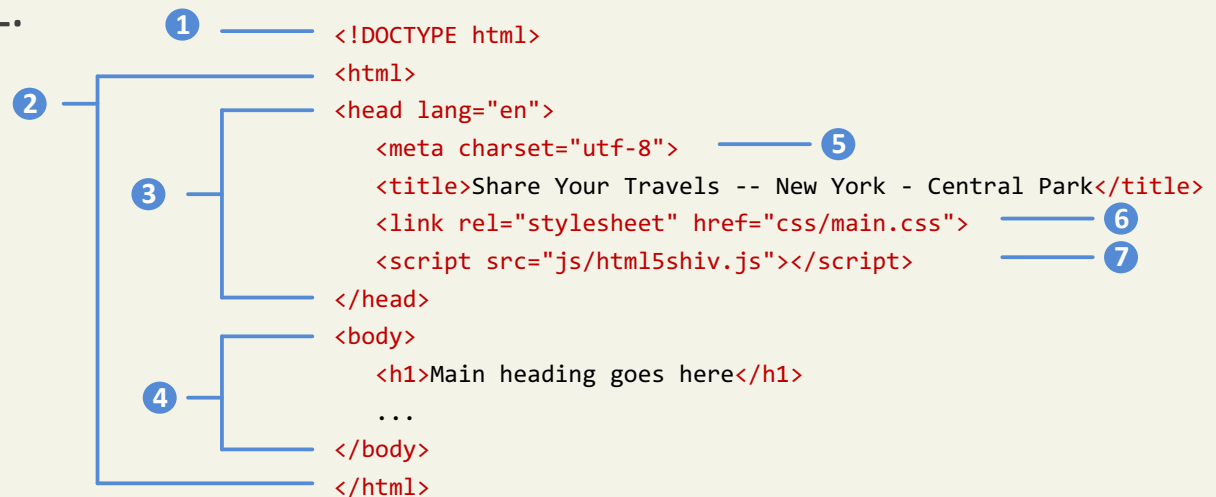 1 <!DOCTYPE html>
<html>
2
<head lang="en">
<meta charset="utf-8"> 5
3 <title>Share Your Travels -- New York - Central Park</title>
<link rel="stylesheet" href="css/main.css"> 6
<script src="js/html5shiv.js"></script> 7
</head>
<body>
<h1>Main heading goes here</h1>
4 ...
</body>
</html>